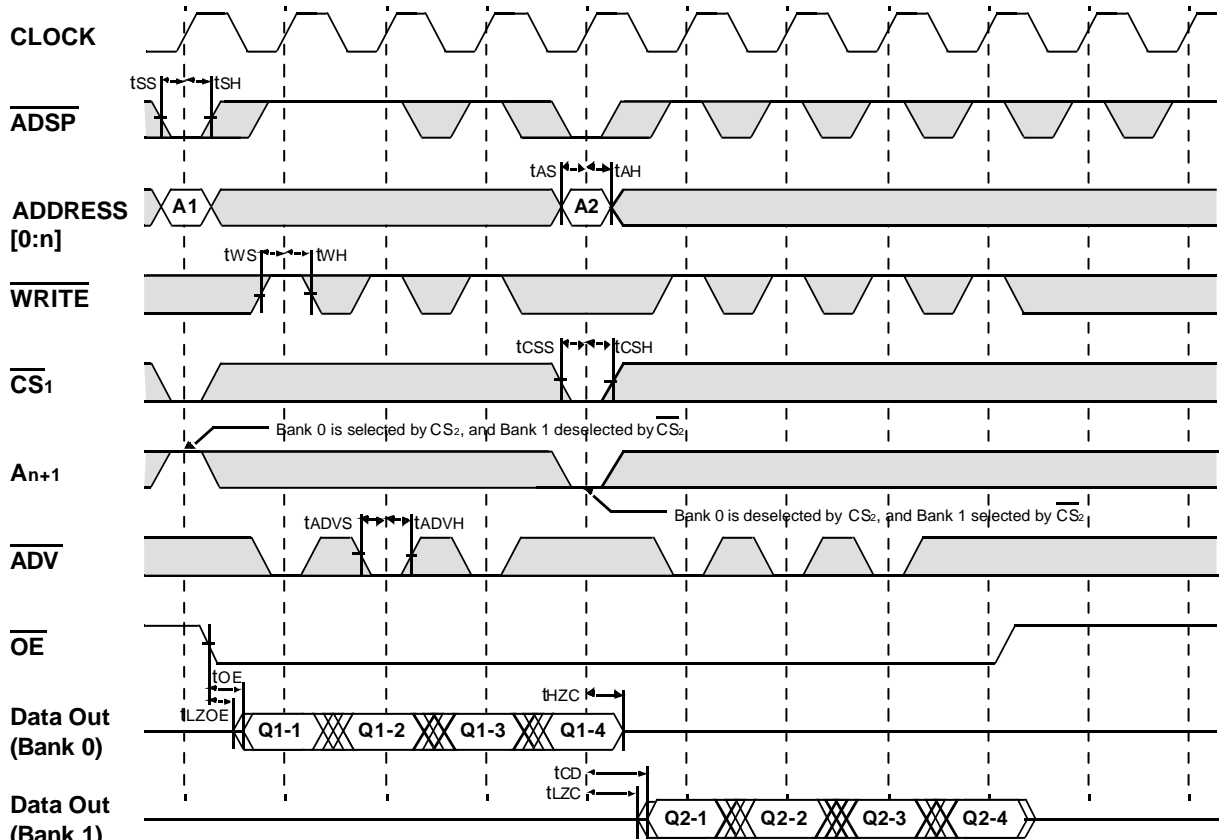 CLOCK
tSS tSH
ADSP
tAS tAH
ADDRESS
[0:n]
A1 A2
tWS tWH
WRITE
tCSS tCSH
CS1
Bank 0 is selected by CS2, and Bank 1 deselected by CS2
An+1
Bank 0 is deselected by CS2, and Bank 1 selected by CS2
tADVS tADVH
ADV
OE
tOE
tHZC
tLZOE
Data Out
(Bank 0)
Q1-1 Q1-2 Q1-3 Q1-4
tCD
tLZC
Data Out
(Bank 1)
Q2-1 Q2-2 Q2-3 Q2-4